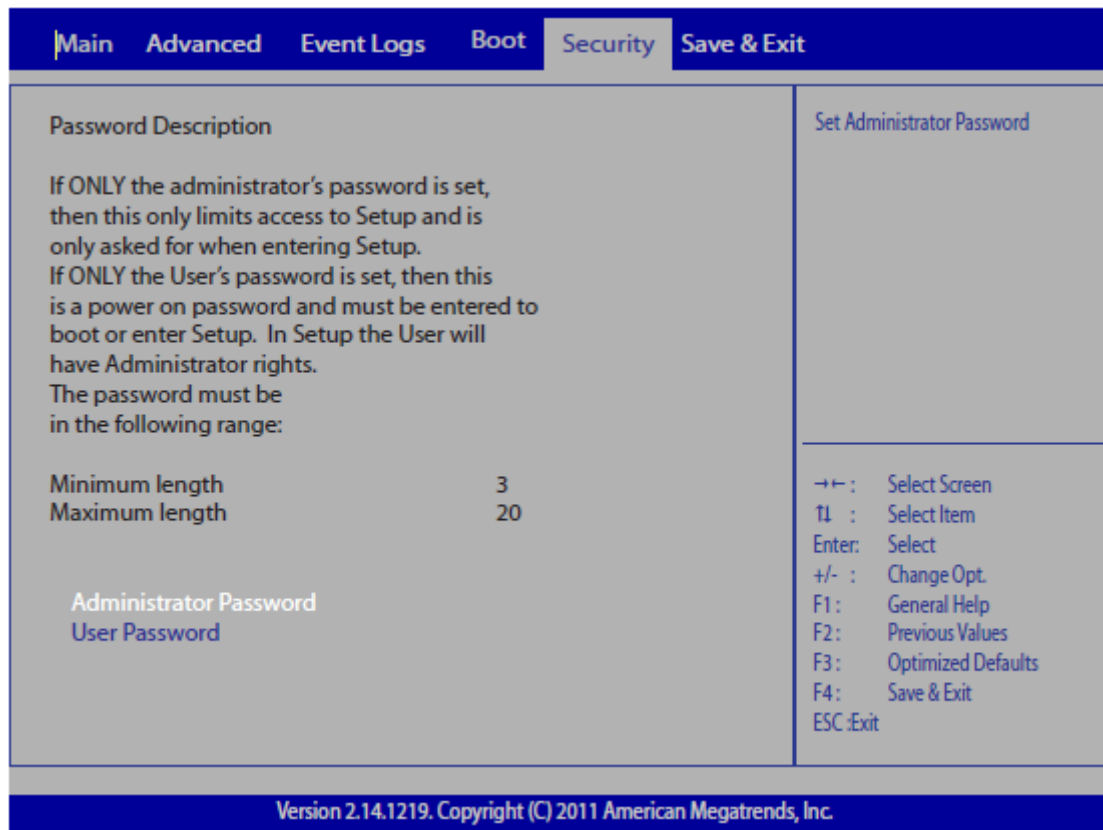 Main Advanced Event Logs Boot Security Save & Exit
Password Description
If ONLY the administrator's password is set,
then this only limits access to Setup and is
only asked for when entering Setup.
If ONLY the User's password is set, then this
is a power on password and must be entered to
boot or enter Setup. In Setup the User will
have Administrator rights.
The password must be
in the following range:
Minimum length 3
Maximum length 20
Administrator Password
User Password
Set Administrator Password
→← : Select Screen
↑↓ : Select Item
Enter: Select
+/- : Change Opt.
F1 : General Help
F2 : Previous Values
F3 : Optimized Defaults
F4 : Save & Exit
ESC :Exit
Version 2.14.1219. Copyright (C) 2011 American Megatrends, Inc.